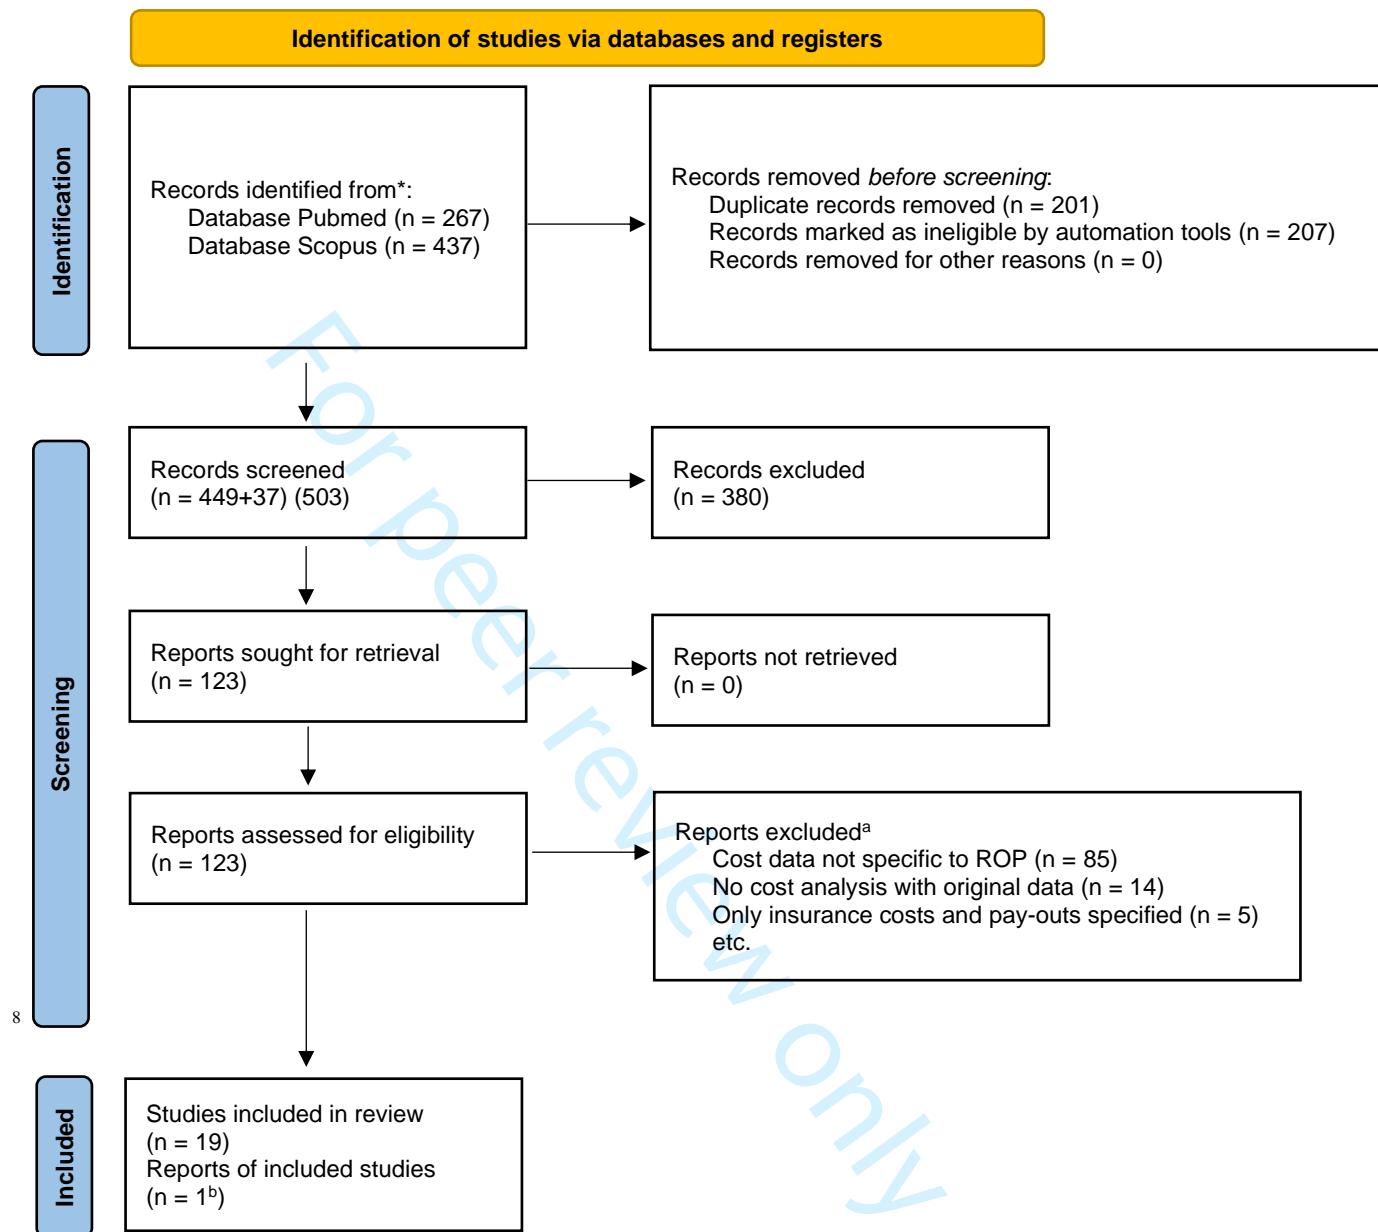 Identification of studies via databases and registers
Identification
Records identified from*:
Database Pubmed (n = 267)
Database Scopus (n = 437)
Records removed before screening:
Duplicate records removed (n = 201)
Records marked as ineligible by automation tools (n = 207)
Records removed for other reasons (n = 0)
Screening
Records screened
(n = 449+37) (503)
Records excluded
(n = 380)
Reports sought for retrieval
(n = 123)
Reports not retrieved
(n = 0)
Reports assessed for eligibility
(n = 123)
Reports excludedᵃ
Cost data not specific to ROP (n = 85)
No cost analysis with original data (n = 14)
Only insurance costs and pay-outs specified (n = 5)
etc.
8
Included
Studies included in review
(n = 19)
Reports of included studies
(n = 1ᵇ)
For peer review only